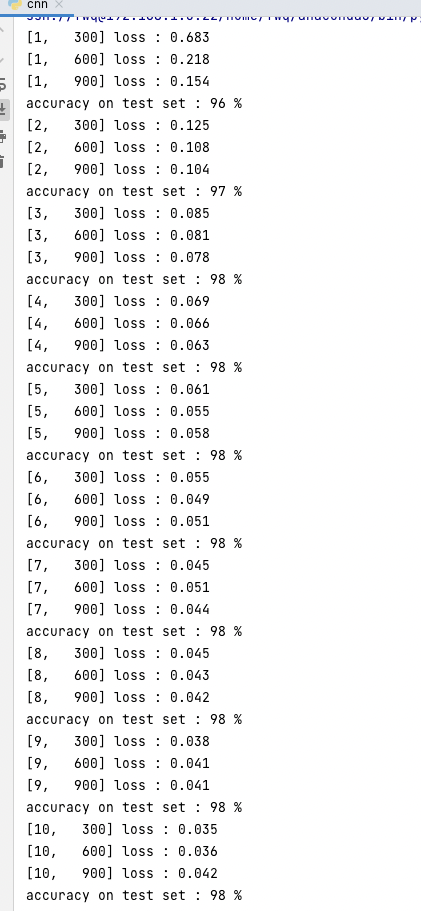 cnn
[1,   300] loss : 0.683
[1,   600] loss : 0.218
[1,   900] loss : 0.154
accuracy on test set : 96 %
[2,   300] loss : 0.125
[2,   600] loss : 0.108
[2,   900] loss : 0.104
accuracy on test set : 97 %
[3,   300] loss : 0.085
[3,   600] loss : 0.081
[3,   900] loss : 0.078
accuracy on test set : 98 %
[4,   300] loss : 0.069
[4,   600] loss : 0.066
[4,   900] loss : 0.063
accuracy on test set : 98 %
[5,   300] loss : 0.061
[5,   600] loss : 0.055
[5,   900] loss : 0.058
accuracy on test set : 98 %
[6,   300] loss : 0.055
[6,   600] loss : 0.049
[6,   900] loss : 0.051
accuracy on test set : 98 %
[7,   300] loss : 0.045
[7,   600] loss : 0.051
[7,   900] loss : 0.044
accuracy on test set : 98 %
[8,   300] loss : 0.045
[8,   600] loss : 0.043
[8,   900] loss : 0.042
accuracy on test set : 98 %
[9,   300] loss : 0.038
[9,   600] loss : 0.041
[9,   900] loss : 0.041
accuracy on test set : 98 %
[10,   300] loss : 0.035
[10,   600] loss : 0.036
[10,   900] loss : 0.042
accuracy on test set : 98 %